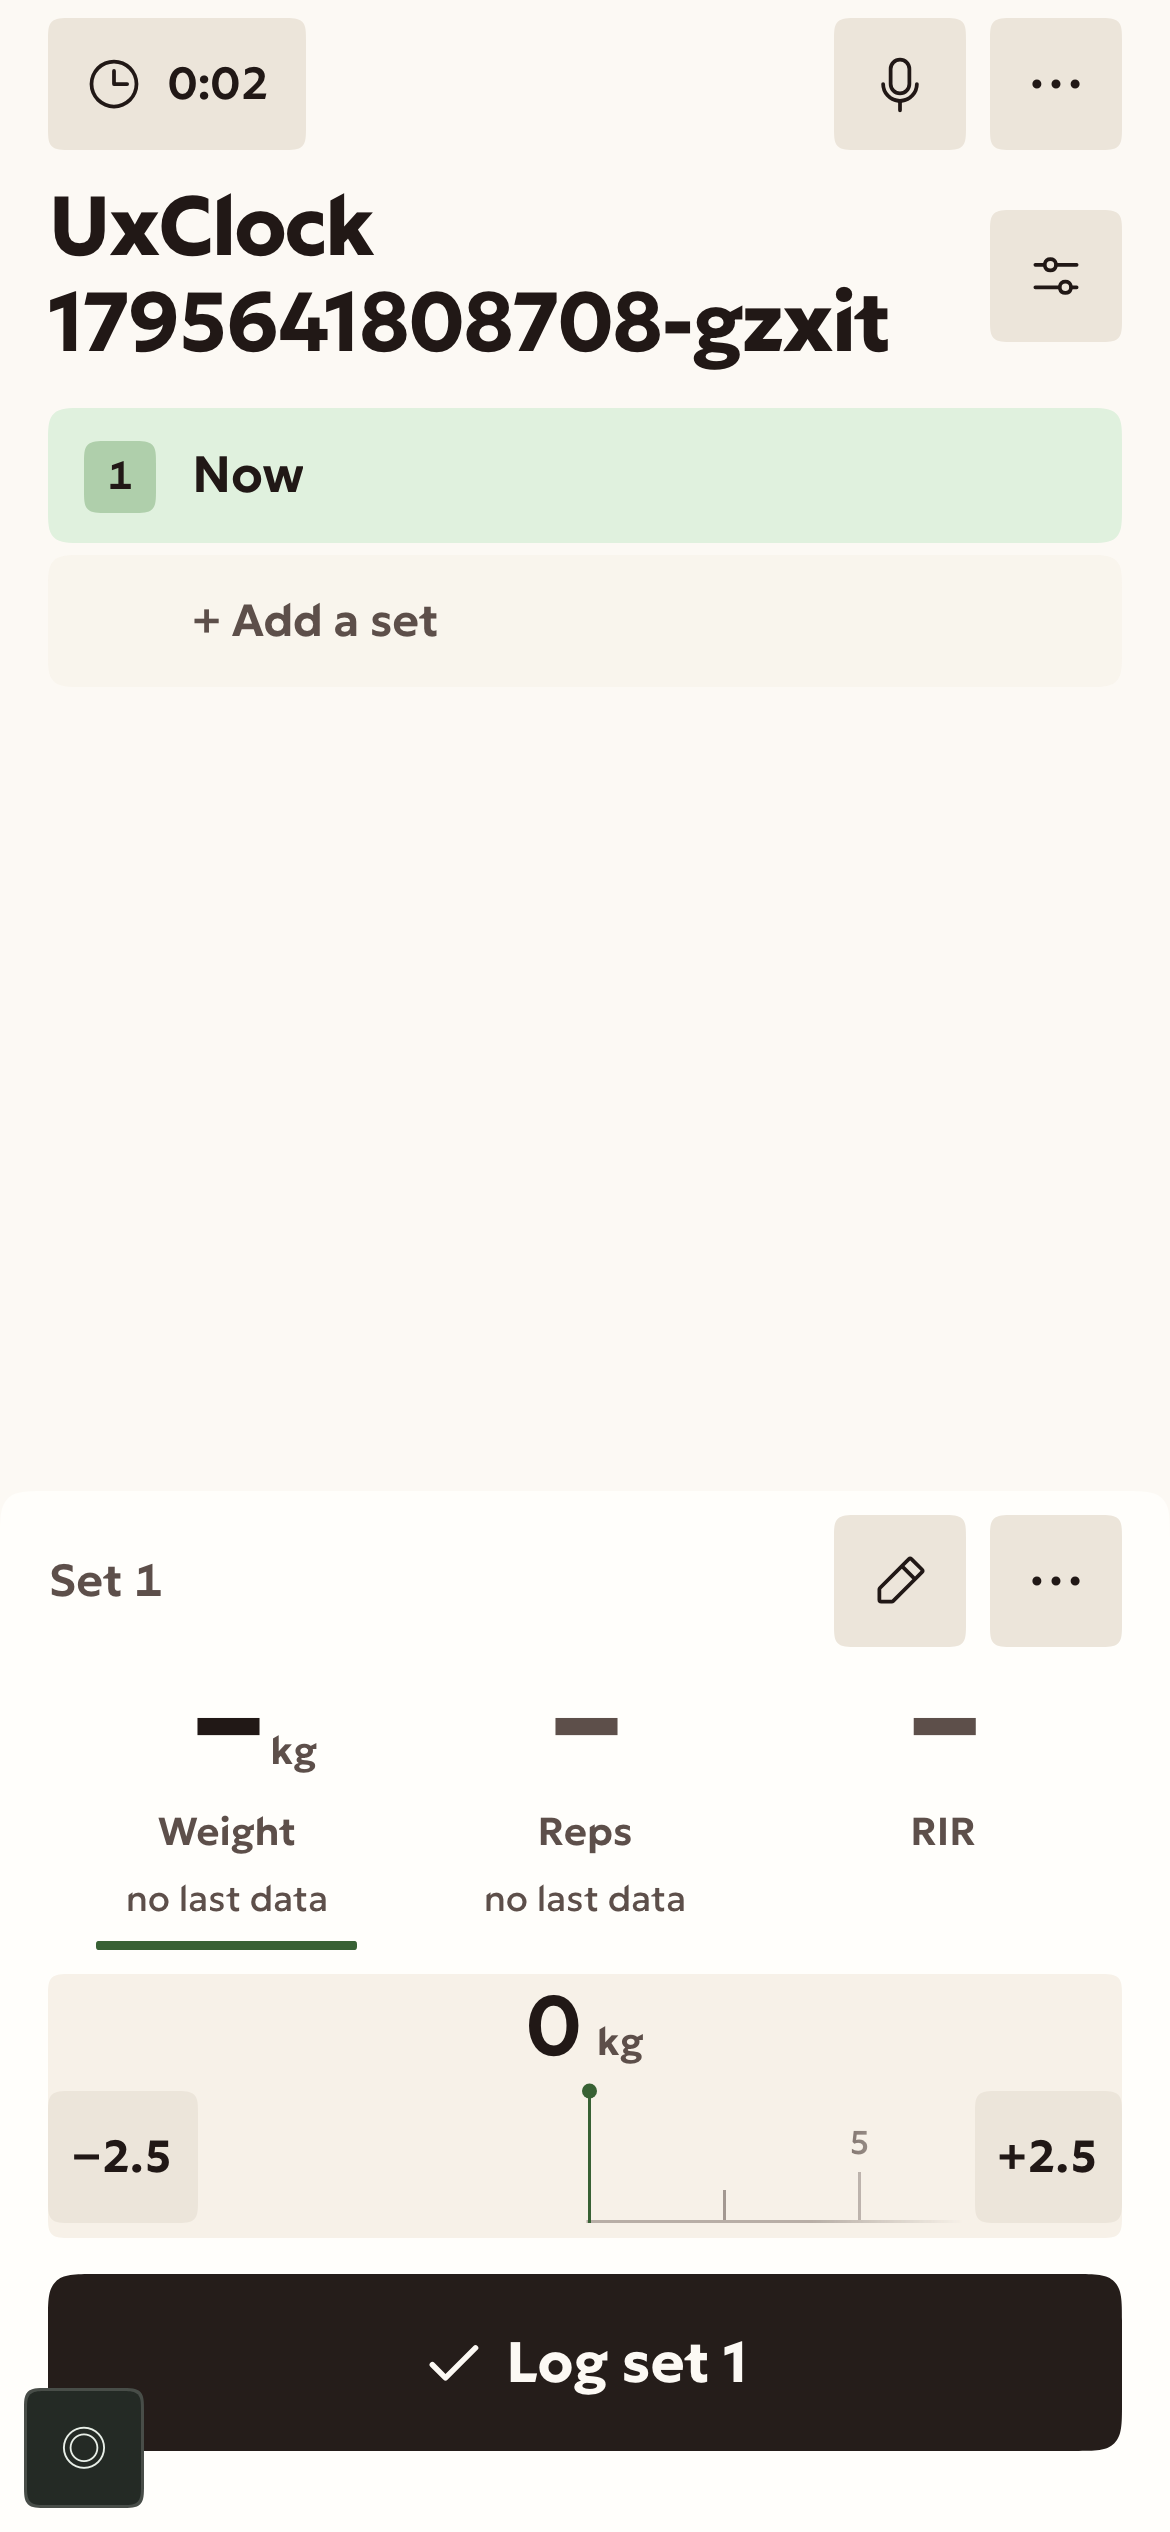 0:02
UxClock
1795641808708-gzxit
1 Now
+ Add a set
Set 1
— kg — —
Weight Reps RIR
no last data no last data
0 kg
5
−2.5 +2.5
Log set 1